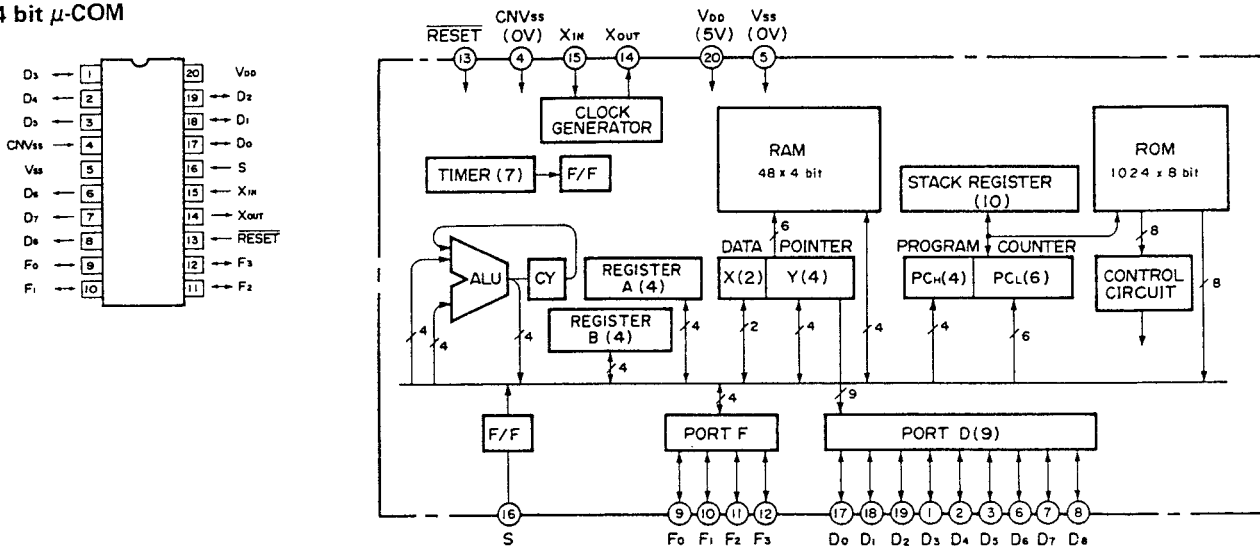 4 bit μ-COM
D3 1 20 VDD
D4 2 19 D2
D5 3 18 D1
CNVSS 4 17 D0
VSS 5 16 S
D6 6 15 XIN
D7 7 14 XOUT
D8 8 13 RESET
F0 9 12 F3
F1 10 11 F2
RESET CNVSS (0V) XIN XOUT VDD (5V) VSS (0V)
13 4 15 14 20 5
CLOCK
GENERATOR
RAM
48 x 4 bit
ROM
1024 x 8 bit
TIMER (7) F/F
STACK REGISTER
(10)
6 8
DATA POINTER PROGRAM COUNTER
ALU CY
REGISTER
A (4)
X(2) Y(4) PCH(4) PCL(6)
CONTROL
CIRCUIT
8
REGISTER
B (4)
4 4 4 4 2 4 4 4 6
4
4 9
F/F PORT F PORT D(9)
16 9 10 11 12 17 18 19 1 2 3 6 7 8
S F0 F1 F2 F3 D0 D1 D2 D3 D4 D5 D6 D7 D8